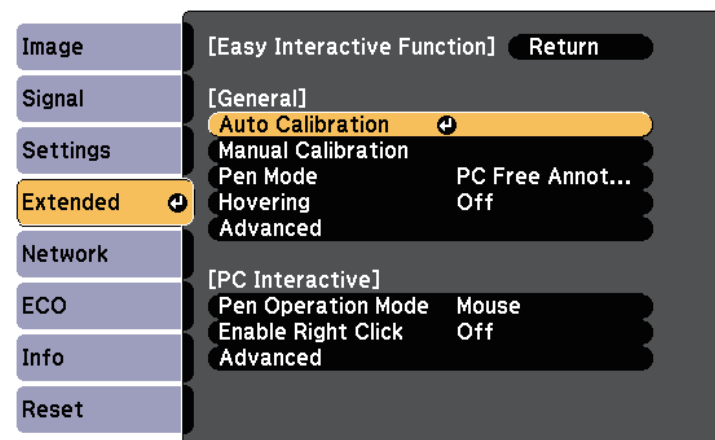 Image
Signal
Settings
Extended
Network
ECO
Info
Reset
[Easy Interactive Function] Return
[General]
Auto Calibration
Manual Calibration
Pen Mode PC Free Annot...
Hovering Off
Advanced
[PC Interactive]
Pen Operation Mode Mouse
Enable Right Click Off
Advanced